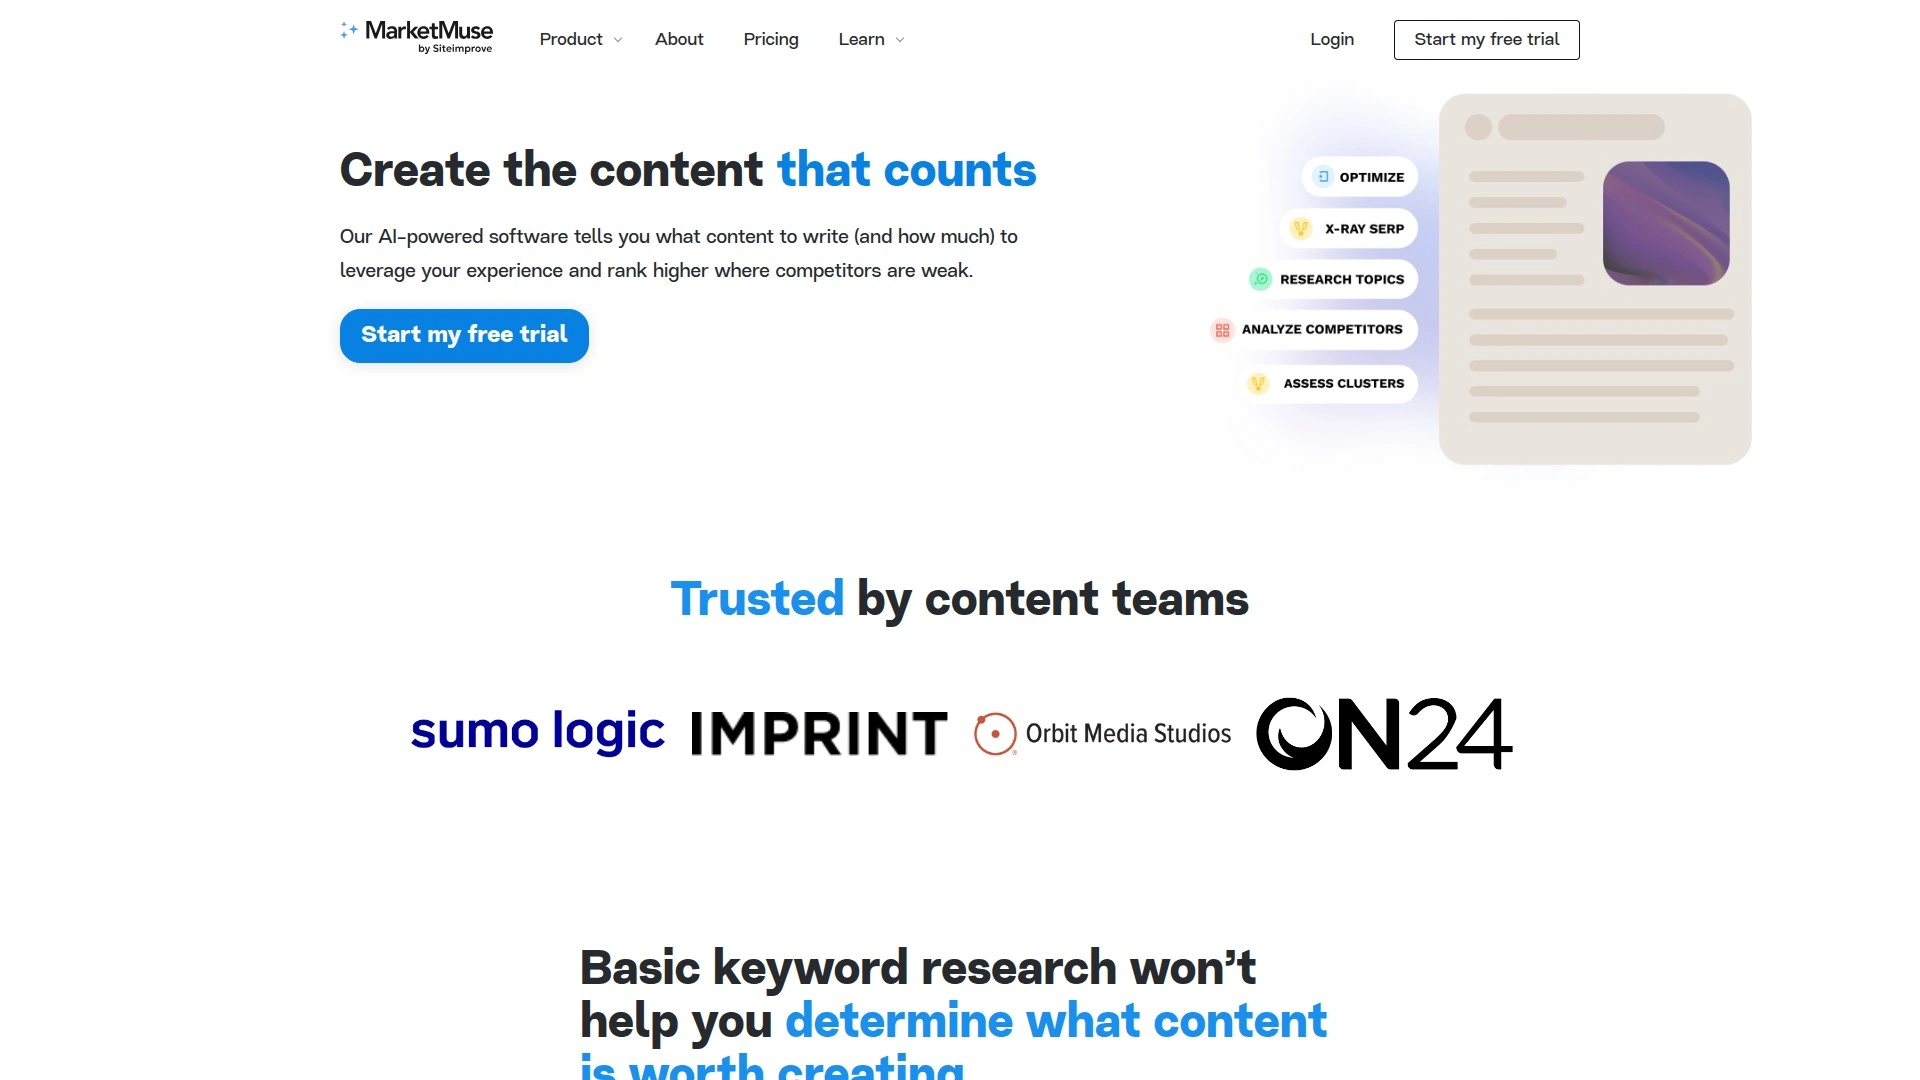 MarketMuse
by Siteimprove
Product
About
Pricing
Learn
Login
Start my free trial
Create the content that counts
Our AI-powered software tells you what content to write (and how much) to
leverage your experience and rank higher where competitors are weak.
Start my free trial
OPTIMIZE
X-RAY SERP
RESEARCH TOPICS
ANALYZE COMPETITORS
ASSESS CLUSTERS
Trusted by content teams
sumo logic
IMPRINT
Orbit Media Studios
ON24
Basic keyword research won’t
help you determine what content
is worth creating